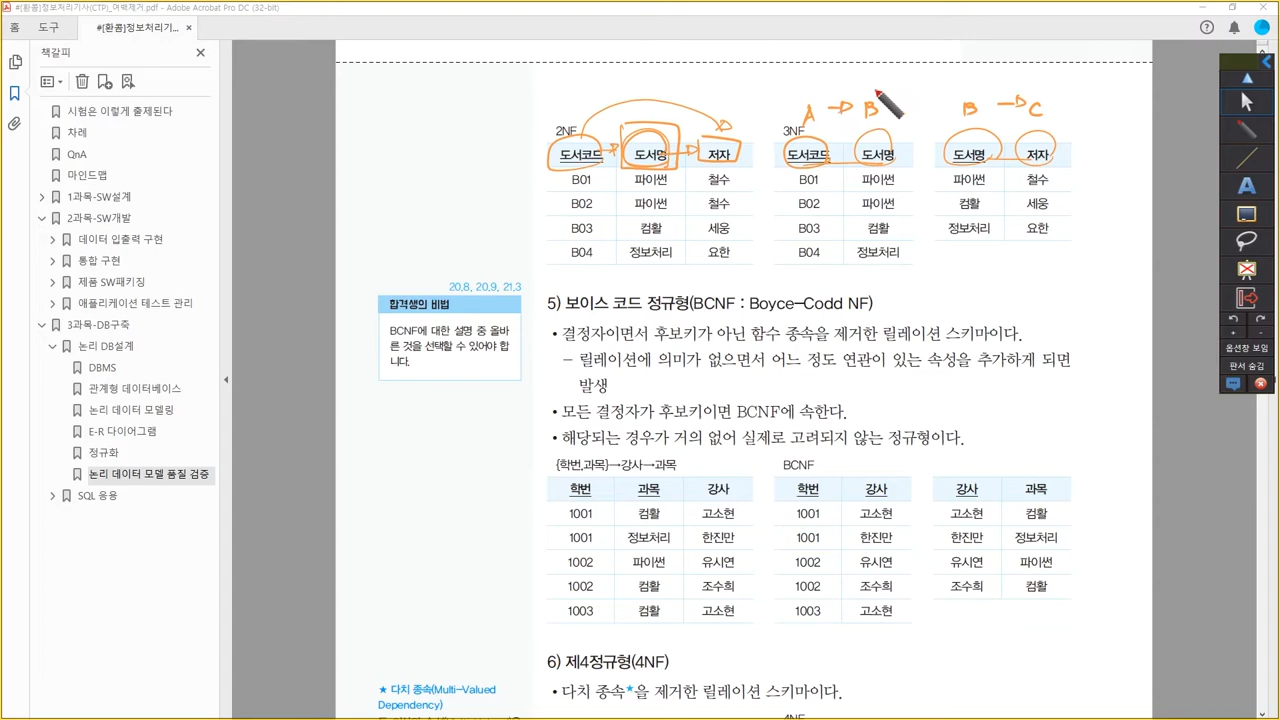 #[환콤]정보처리기사(CTP)_여백제거.pdf - Adobe Acrobat Pro DC (32-bit)
홈 도구 #[환콤]정보처리기... ×
책갈피
시험은 이렇게 출제된다
차례
QnA
마인드맵
1과목-SW설계
2과목-SW개발
데이터 입출력 구현
통합 구현
제품 SW패키징
애플리케이션 테스트 관리
3과목-DB구축
논리 DB설계
DBMS
관계형 데이터베이스
논리 데이터 모델링
E-R 다이어그램
정규화
논리 데이터 모델 품질 검증
SQL 응용
A → B B → C
2NF 3NF
도서코드 도서명 저자 도서코드 도서명 도서명 저자
B01 파이썬 철수 B01 파이썬 파이썬 철수
B02 파이썬 철수 B02 파이썬 컴활 세웅
B03 컴활 세웅 B03 컴활 정보처리 요한
B04 정보처리 요한 B04 정보처리
20.8, 20.9, 21.3
합격생의 비법
BCNF에 대한 설명 중 올바
른 것을 선택할 수 있어야 합
니다.
5) 보이스 코드 정규형(BCNF : Boyce-Codd NF)
• 결정자이면서 후보키가 아닌 함수 종속을 제거한 릴레이션 스키마이다.
– 릴레이션에 의미가 없으면서 어느 정도 연관이 있는 속성을 추가하게 되면
발생
• 모든 결정자가 후보키이면 BCNF에 속한다.
• 해당되는 경우가 거의 없어 실제로 고려되지 않는 정규형이다.
{학번,과목}→강사→과목 BCNF
학번 과목 강사 학번 강사 강사 과목
1001 컴활 고소현 1001 고소현 고소현 컴활
1001 정보처리 한진만 1001 한진만 한진만 정보처리
1002 파이썬 유시연 1002 유시연 유시연 파이썬
1002 컴활 조수희 1002 조수희 조수희 컴활
1003 컴활 고소현 1003 고소현
6) 제4정규형(4NF)
• 다치 종속★을 제거한 릴레이션 스키마이다.
★ 다치 종속(Multi-Valued
Dependency)
4NF
옵션창 보임
판서 숨김